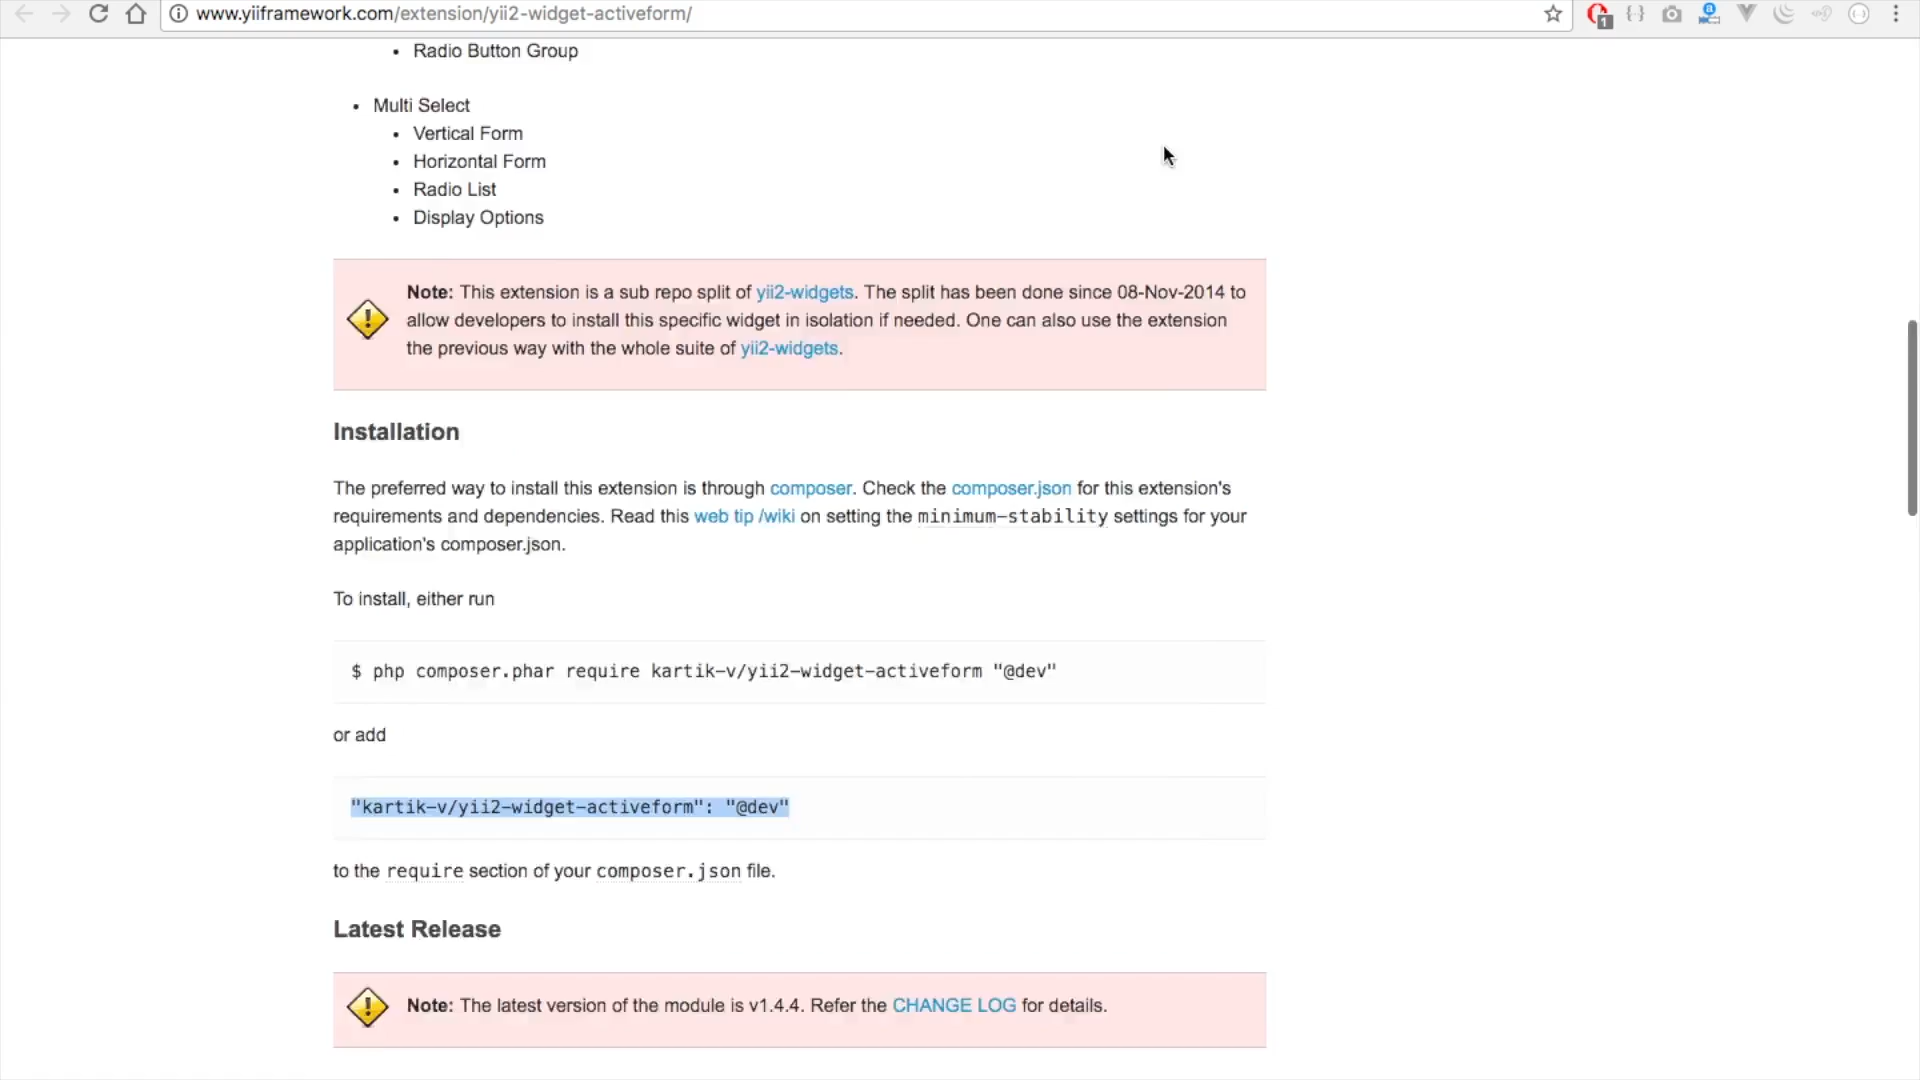 www.yiiframework.com/extension/yii2-widget-activeform/
1
a
Radio Button Group
Multi Select
Vertical Form
Horizontal Form
Radio List
Display Options
Note: This extension is a sub repo split of yii2-widgets. The split has been done since 08-Nov-2014 to
allow developers to install this specific widget in isolation if needed. One can also use the extension
the previous way with the whole suite of yii2-widgets.
Installation
The preferred way to install this extension is through composer. Check the composer.json for this extension's
requirements and dependencies. Read this web tip /wiki on setting the minimum-stability settings for your
application's composer.json.
To install, either run
$ php composer.phar require kartik-v/yii2-widget-activeform "@dev"
or add
"kartik-v/yii2-widget-activeform": "@dev"
to the require section of your composer.json file.
Latest Release
Note: The latest version of the module is v1.4.4. Refer the CHANGE LOG for details.